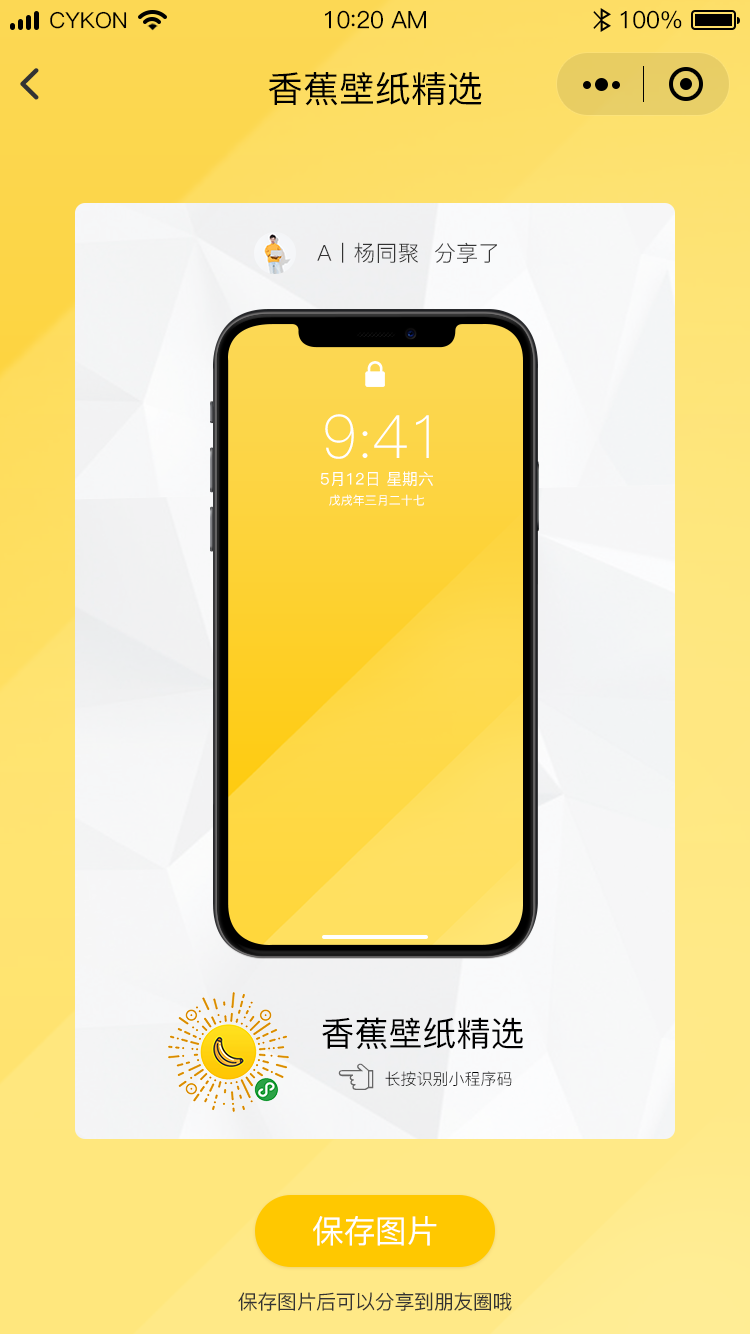 CYKON 10:20 AM 100%
香蕉壁纸精选
A丨杨同聚 分享了
9:41
5月12日 星期六
戊戌年三月二十七
香蕉壁纸精选
长按识别小程序码
保存图片
保存图片后可以分享到朋友圈哦